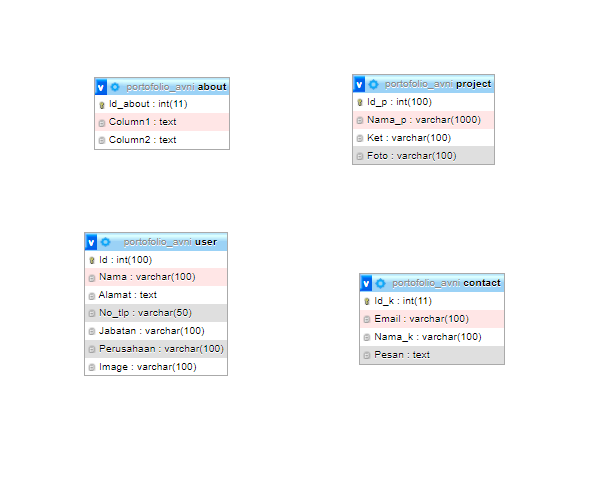 v portofolio_avni about
Id_about : int(11)
Column1 : text
Column2 : text
v portofolio_avni project
Id_p : int(100)
Nama_p : varchar(1000)
Ket : varchar(100)
Foto : varchar(100)
v portofolio_avni user
Id : int(100)
Nama : varchar(100)
Alamat : text
No_tlp : varchar(50)
Jabatan : varchar(100)
Perusahaan : varchar(100)
Image : varchar(100)
v portofolio_avni contact
Id_k : int(11)
Email : varchar(100)
Nama_k : varchar(100)
Pesan : text